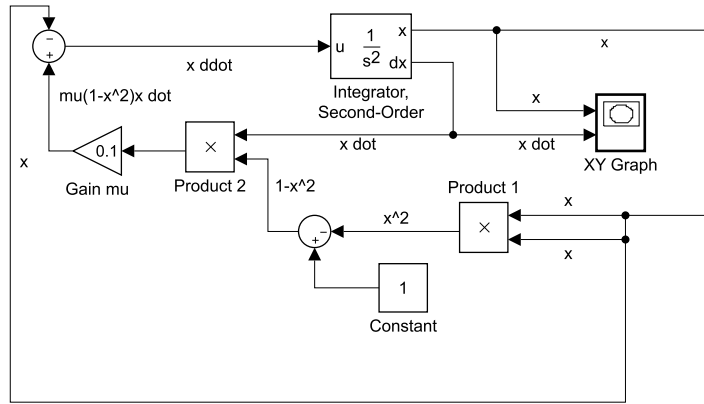 x
1
u
s2
dx
x
x ddot
Integrator,
Second-Order
x
mu(1-x^2)x dot
x dot
x dot
XY Graph
0.1
×
x
Gain mu
Product 2
1-x^2
Product 1
x
x^2
×
x
1
Constant